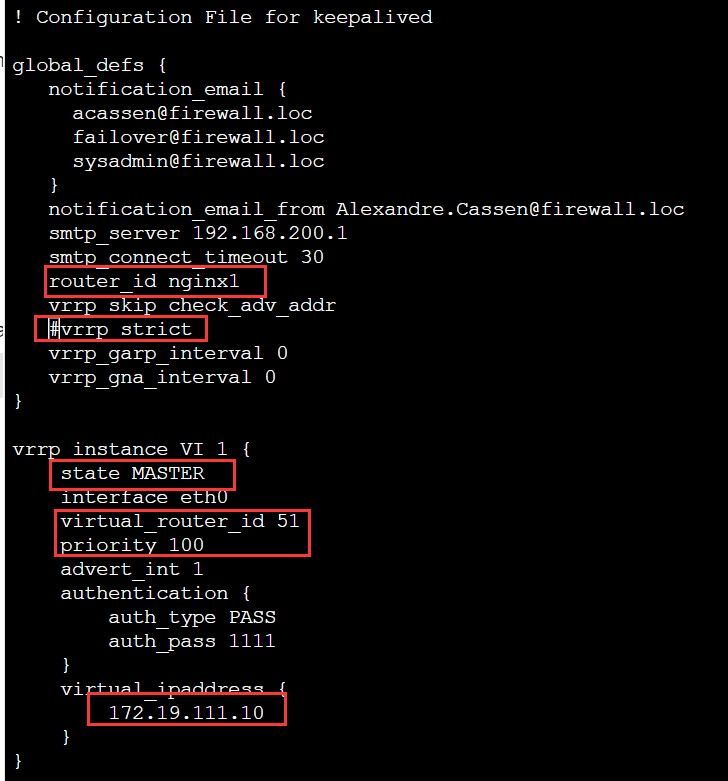 ! Configuration File for keepalived
global_defs {
notification_email {
acassen@firewall.loc
failover@firewall.loc
sysadmin@firewall.loc
}
notification_email_from Alexandre.Cassen@firewall.loc
smtp_server 192.168.200.1
smtp_connect_timeout 30
router_id nginx1
vrrp_skip_check_adv_addr
#vrrp_strict
vrrp_garp_interval 0
vrrp_gna_interval 0
}
vrrp_instance VI_1 {
state MASTER
interface eth0
virtual_router_id 51
priority 100
advert_int 1
authentication {
auth_type PASS
auth_pass 1111
}
virtual_ipaddress {
172.19.111.10
}
}